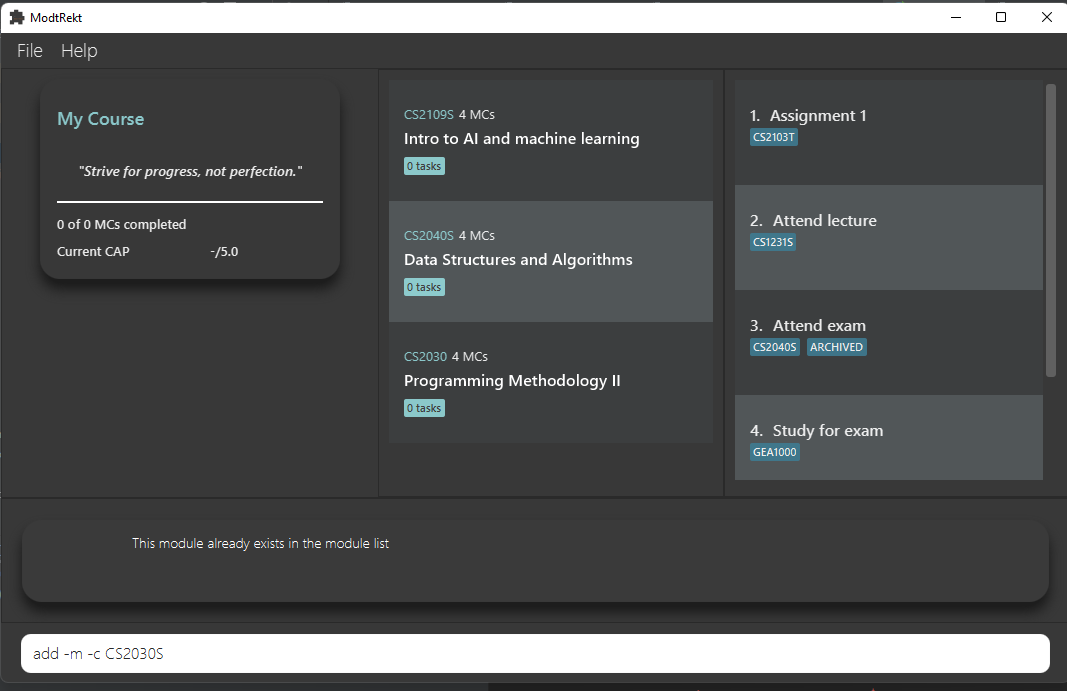 ModtRekt
File Help
My Course
"Strive for progress, not perfection."
0 of 0 MCs completed
Current CAP -/5.0
CS2109S 4 MCs
Intro to AI and machine learning
0 tasks
CS2040S 4 MCs
Data Structures and Algorithms
0 tasks
CS2030 4 MCs
Programming Methodology II
0 tasks
1. Assignment 1
CS2103T
2. Attend lecture
CS1231S
3. Attend exam
CS2040S ARCHIVED
4. Study for exam
GEA1000
This module already exists in the module list
add -m -c CS2030S